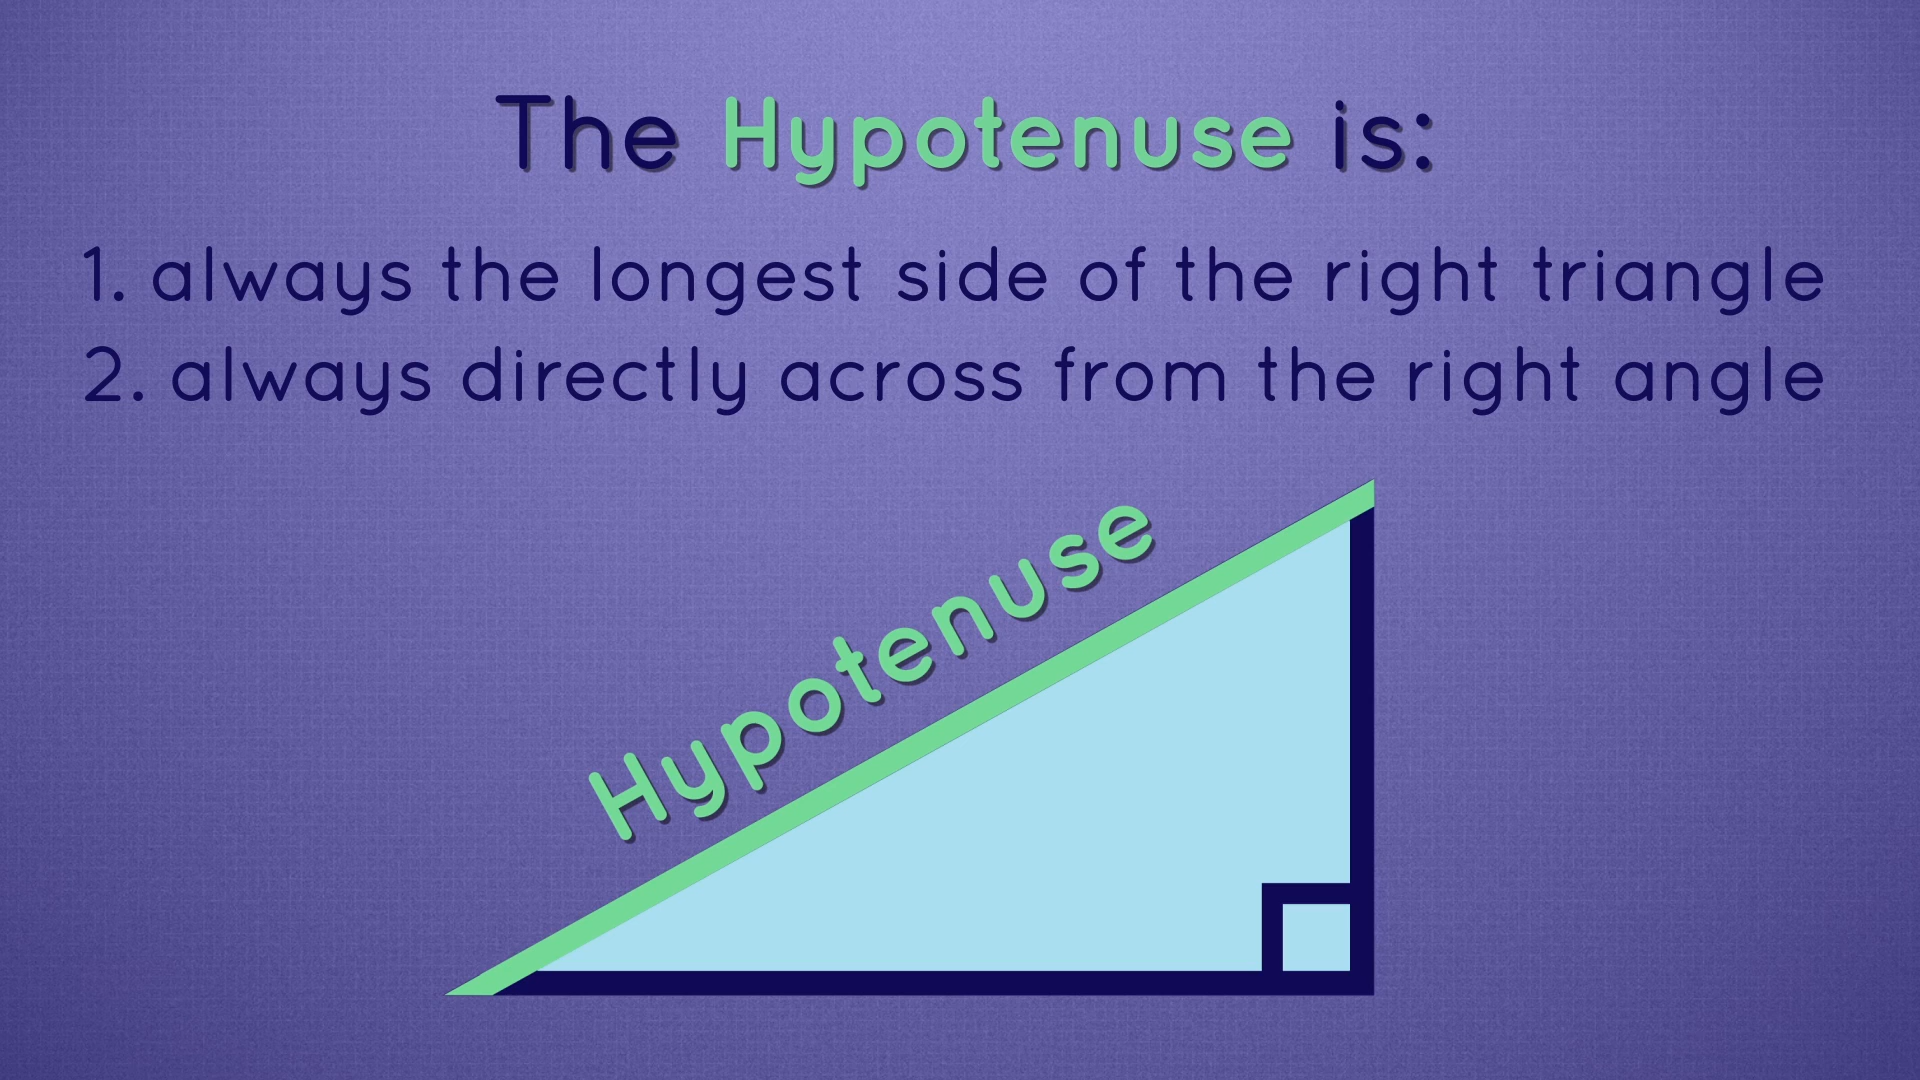 The Hypotenuse is:
1. always the longest side of the right triangle
2. always directly across from the right angle
Hypotenuse